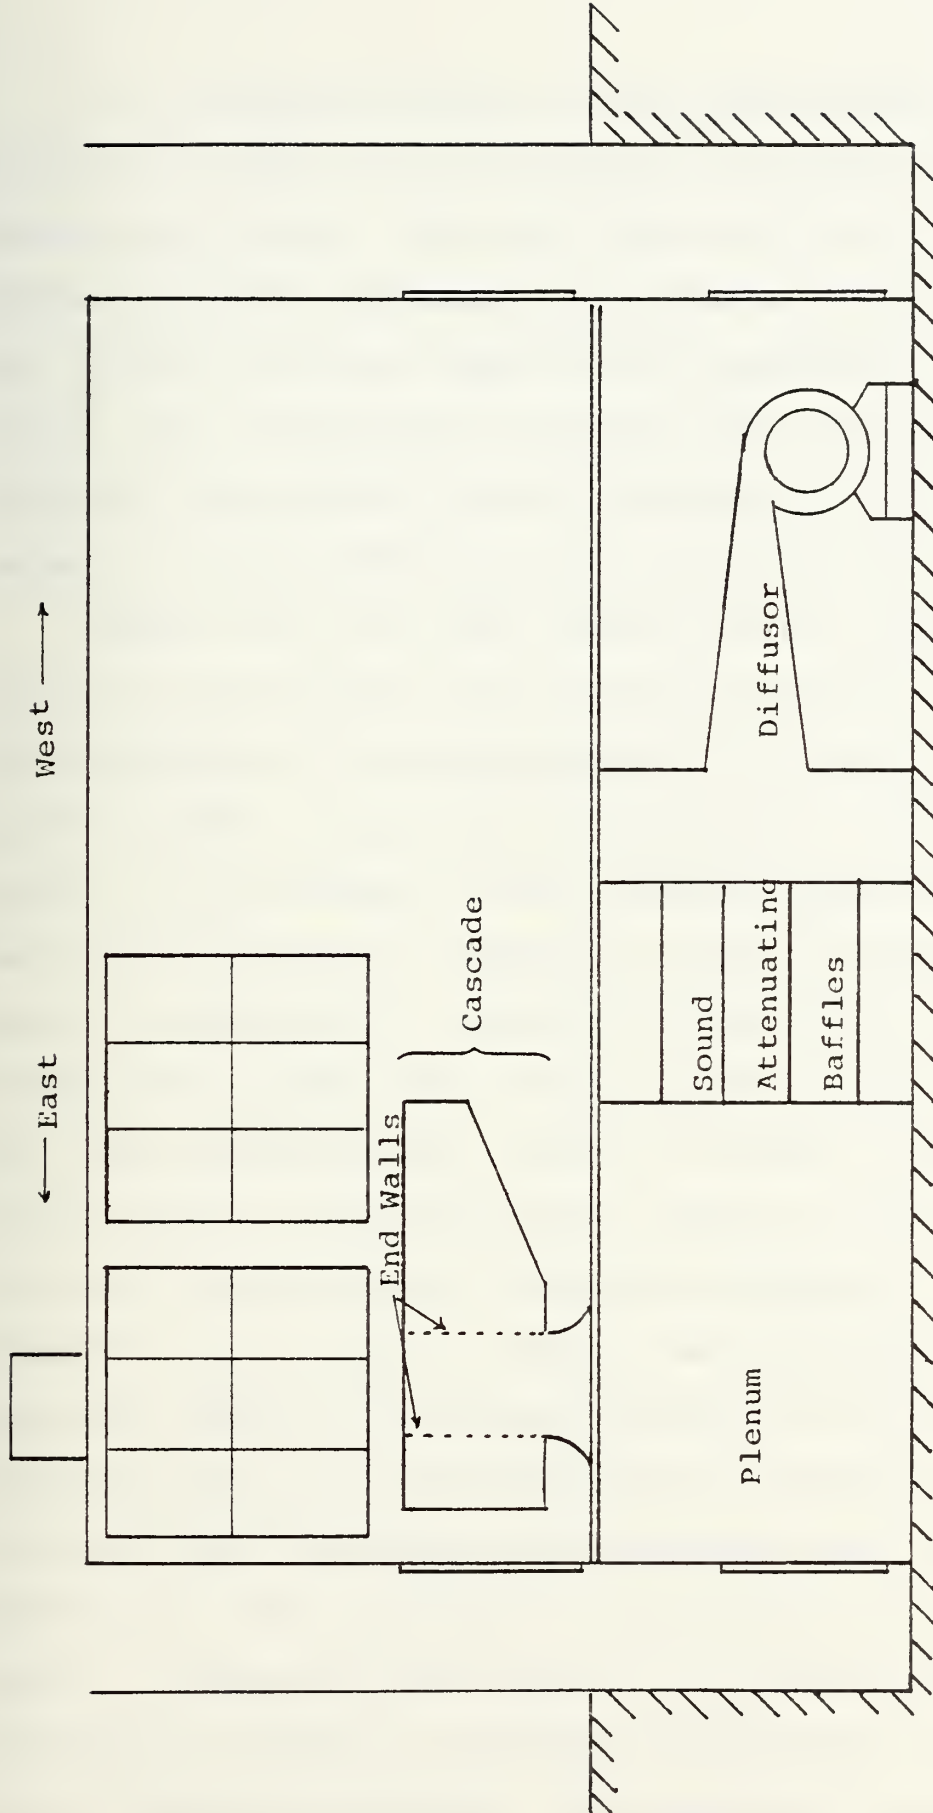 ←East
West→
End Walls
Cascade
Plenum
Sound
Attenuating
Baffles
Diffusor